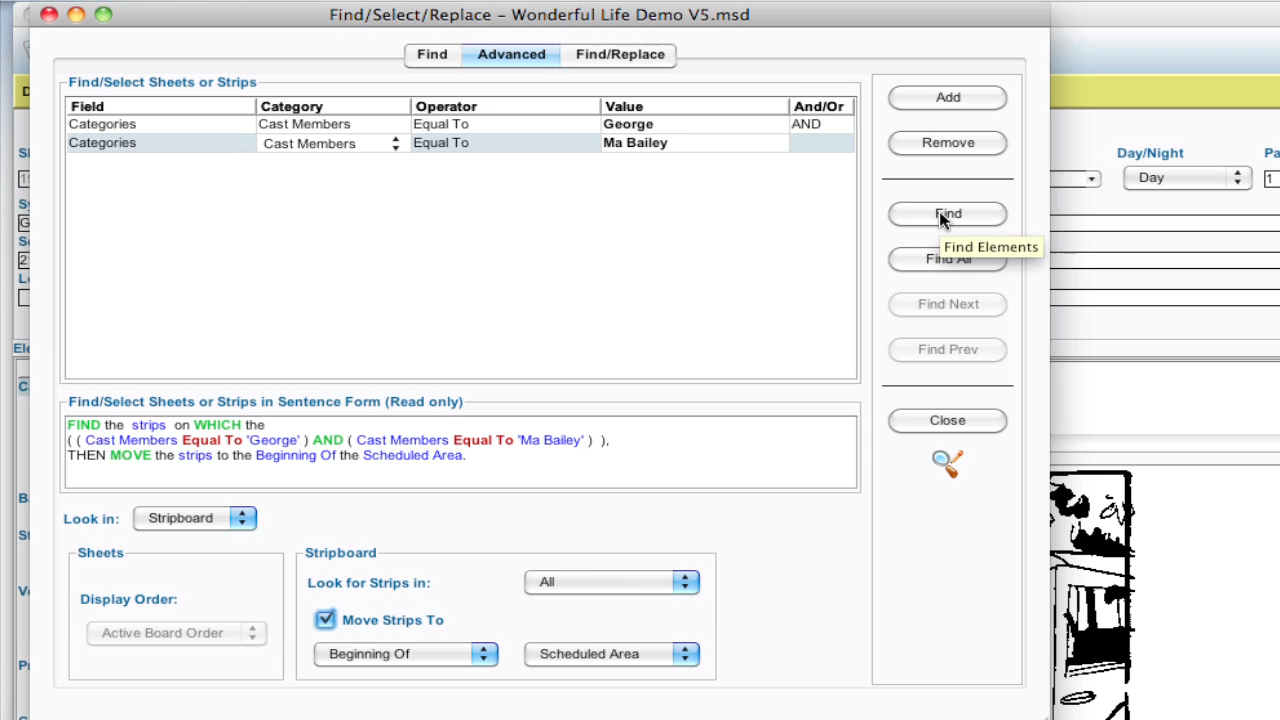 Find/Select/Replace – Wonderful Life Demo V5.msd
Find Advanced Find/Replace
Find/Select Sheets or Strips
Field Category Operator Value And/Or
Categories Cast Members Equal To George AND
Categories Cast Members Equal To Ma Bailey
Add
Remove
Find
Find Elements
Find All
Find Next
Find Prev
Close
Find/Select Sheets or Strips in Sentence Form (Read only)
FIND the strips on WHICH the
( ( Cast Members Equal To 'George' ) AND ( Cast Members Equal To 'Ma Bailey' ) ),
THEN MOVE the strips to the Beginning Of the Scheduled Area.
Look in: Stripboard
Sheets
Display Order:
Active Board Order
Stripboard
Look for Strips in: All
Move Strips To
Beginning Of Scheduled Area
Day/Night
Day
1